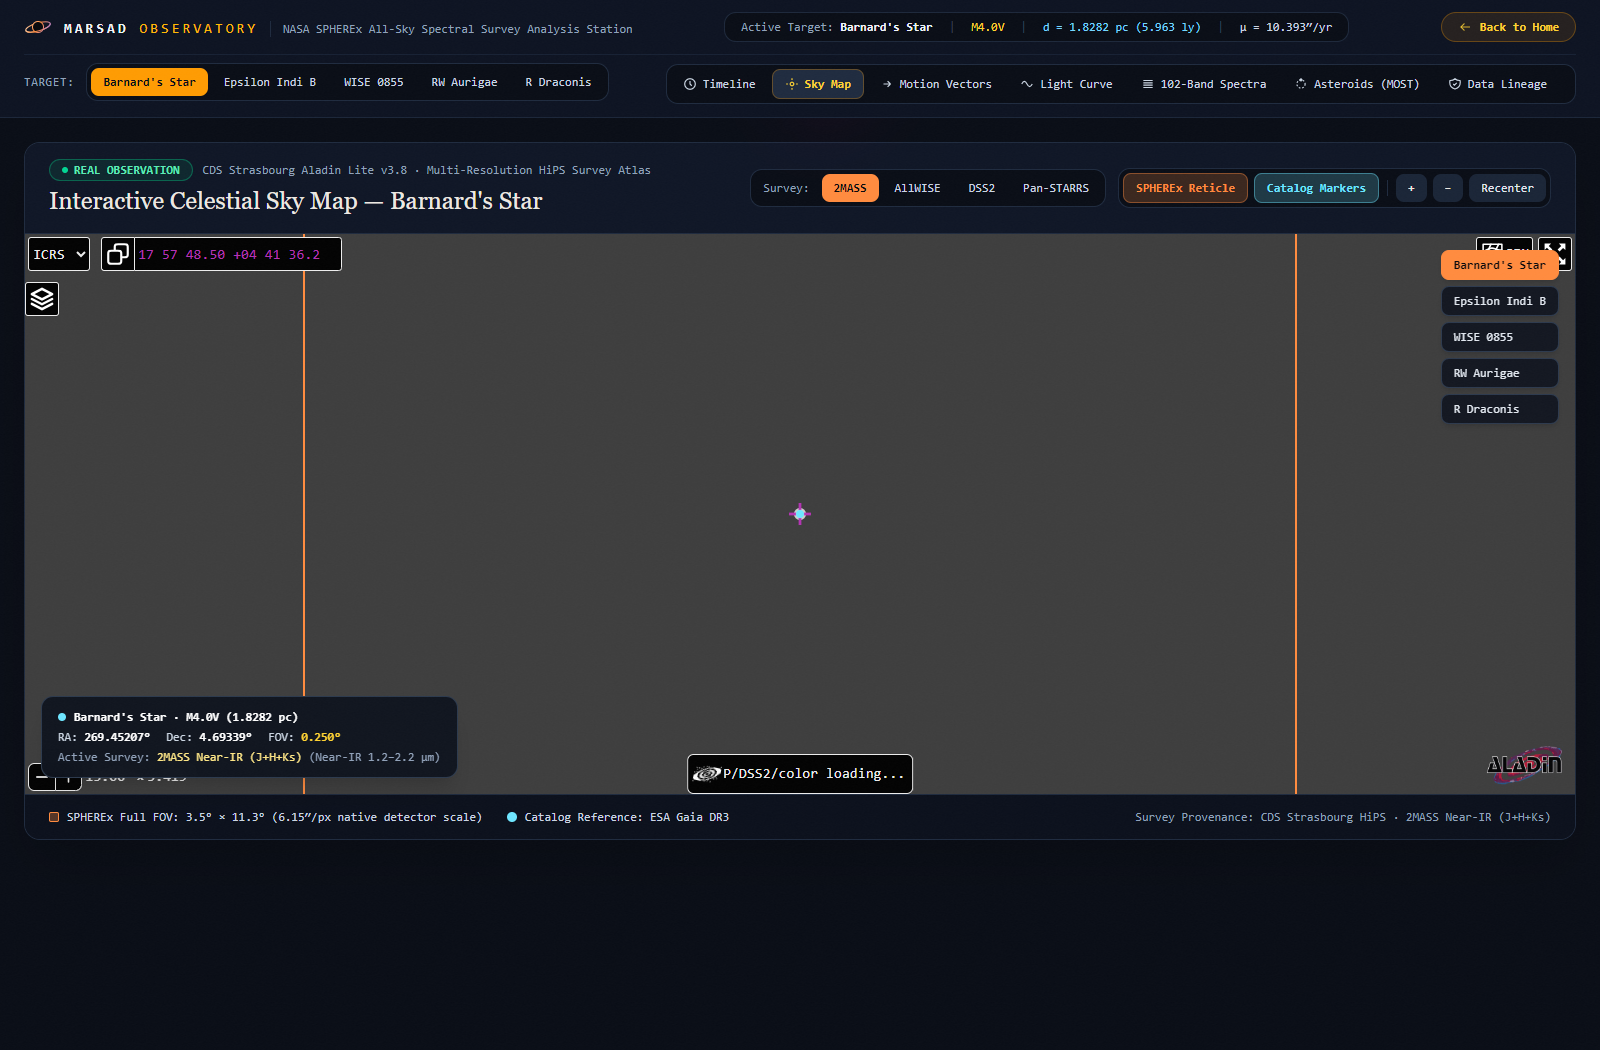 MARSAD OBSERVATORY
NASA SPHEREx All-Sky Spectral Survey Analysis Station
Active Target: Barnard's Star
M4.0V
d = 1.8282 pc (5.963 ly)
μ = 10.393″/yr
← Back to Home
TARGET:
Barnard's Star
Epsilon Indi B
WISE 0855
RW Aurigae
R Draconis
Timeline
Sky Map
Motion Vectors
Light Curve
102-Band Spectra
Asteroids (MOST)
Data Lineage
REAL OBSERVATION
CDS Strasbourg Aladin Lite v3.8 · Multi-Resolution HiPS Survey Atlas
Interactive Celestial Sky Map — Barnard's Star
Survey:
2MASS
AllWISE
DSS2
Pan-STARRS
SPHEREx Reticle
Catalog Markers
+
−
Recenter
ICRS
17 57 48.50 +04 41 36.2
Barnard's Star
Epsilon Indi B
WISE 0855
RW Aurigae
R Draconis
Barnard's Star · M4.0V (1.8282 pc)
RA: 269.45207° Dec: 4.69339° FOV: 0.250°
Active Survey: 2MASS Near-IR (J+H+Ks) (Near-IR 1.2–2.2 μm)
P/DSS2/color loading...
ALADIN
SPHEREx Full FOV: 3.5° × 11.3° (6.15″/px native detector scale)
Catalog Reference: ESA Gaia DR3
Survey Provenance: CDS Strasbourg HiPS · 2MASS Near-IR (J+H+Ks)